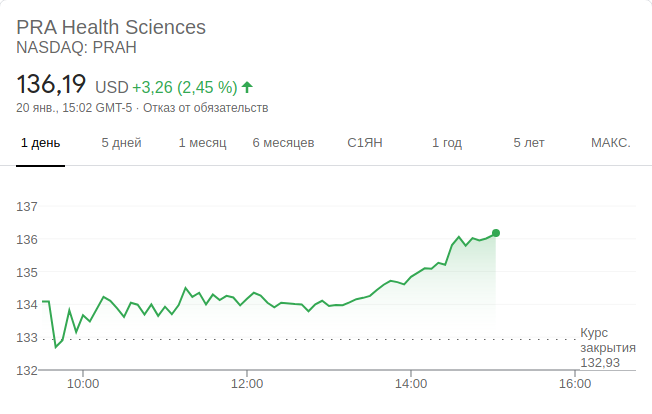 PRA Health Sciences
NASDAQ: PRAH
136,19 USD +3,26 (2,45 %)
20 янв., 15:02 GMT-5 · Отказ от обязательств
1 день 5 дней 1 месяц 6 месяцев С1ЯН 1 год 5 лет МАКС.
137
136
135
134
133
132
Курс
закрытия
132,93
10:00 12:00 14:00 16:00